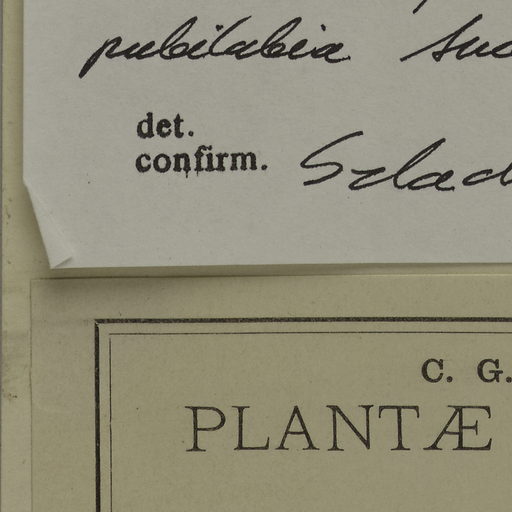 pubilabia
det.
confirm.
C. G.
PLANTÆ